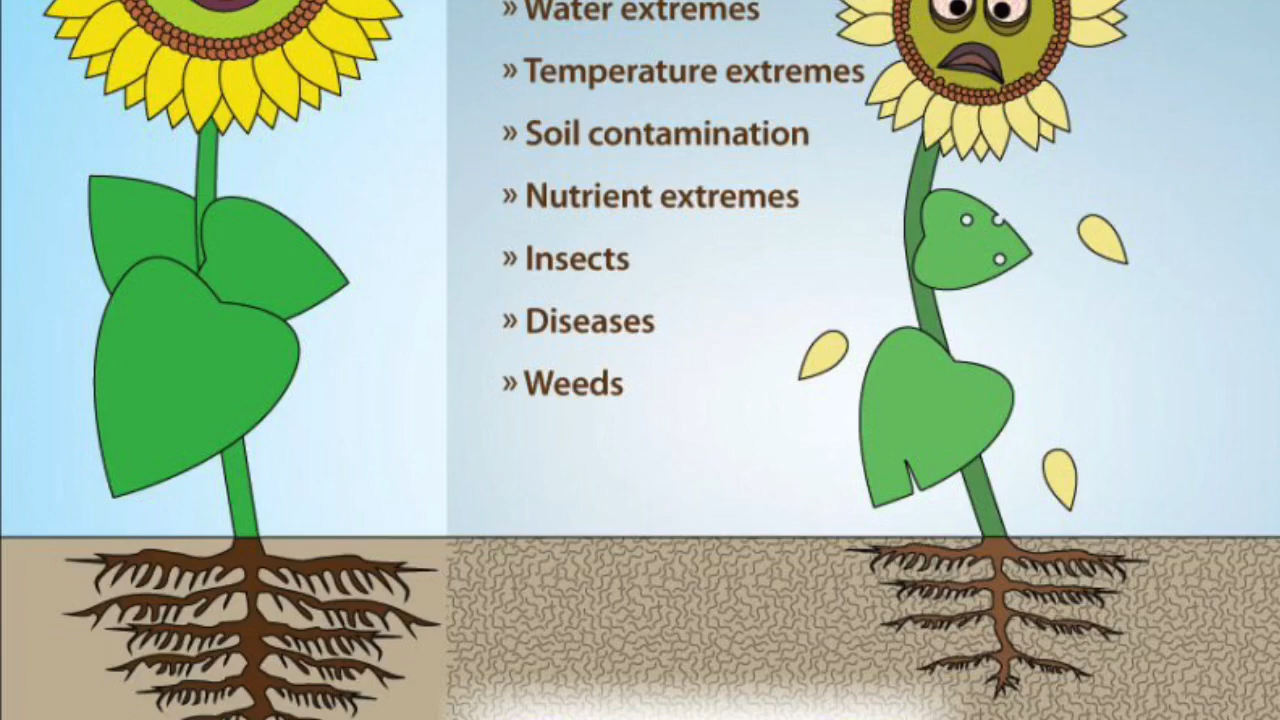 » Water extremes
» Temperature extremes
» Soil contamination
» Nutrient extremes
» Insects
» Diseases
» Weeds